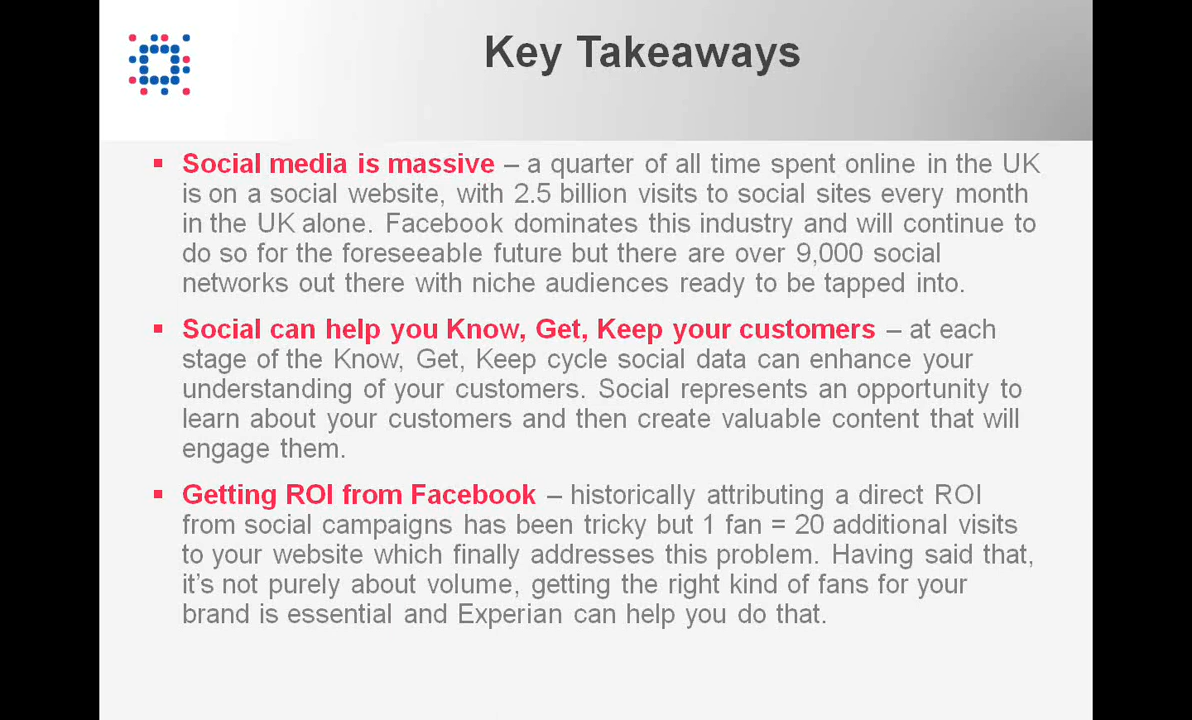 Key Takeaways
▪ Social media is massive – a quarter of all time spent online in the UK
is on a social website, with 2.5 billion visits to social sites every month
in the UK alone. Facebook dominates this industry and will continue to
do so for the foreseeable future but there are over 9,000 social
networks out there with niche audiences ready to be tapped into.
▪ Social can help you Know, Get, Keep your customers – at each
stage of the Know, Get, Keep cycle social data can enhance your
understanding of your customers. Social represents an opportunity to
learn about your customers and then create valuable content that will
engage them.
▪ Getting ROI from Facebook – historically attributing a direct ROI
from social campaigns has been tricky but 1 fan = 20 additional visits
to your website which finally addresses this problem. Having said that,
it's not purely about volume, getting the right kind of fans for your
brand is essential and Experian can help you do that.